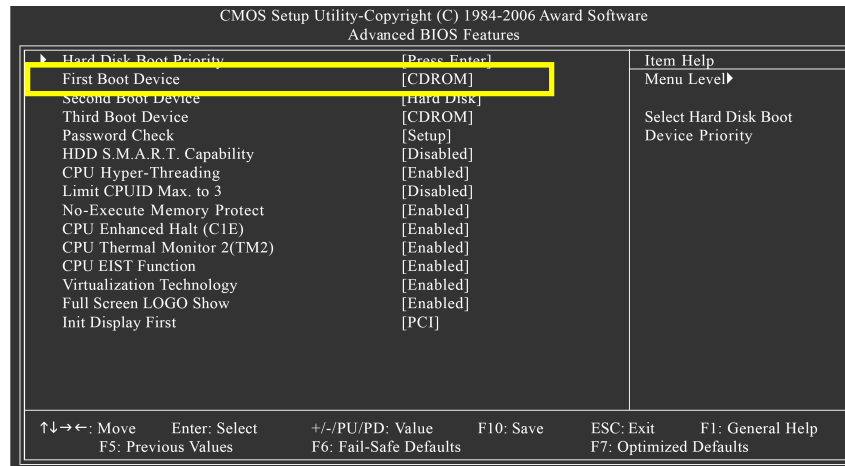 CMOS Setup Utility-Copyright (C) 1984-2006 Award Software
Advanced BIOS Features
Hard Disk Boot Priority [Press Enter]
First Boot Device [CDROM]
Second Boot Device [Hard Disk]
Third Boot Device [CDROM]
Password Check [Setup]
HDD S.M.A.R.T. Capability [Disabled]
CPU Hyper-Threading [Enabled]
Limit CPUID Max. to 3 [Disabled]
No-Execute Memory Protect [Enabled]
CPU Enhanced Halt (C1E) [Enabled]
CPU Thermal Monitor 2(TM2) [Enabled]
CPU EIST Function [Enabled]
Virtualization Technology [Enabled]
Full Screen LOGO Show [Enabled]
Init Display First [PCI]
Item Help
Menu Level▶
Select Hard Disk Boot
Device Priority
↑↓→←: Move Enter: Select +/-/PU/PD: Value F10: Save ESC: Exit F1: General Help
F5: Previous Values F6: Fail-Safe Defaults F7: Optimized Defaults